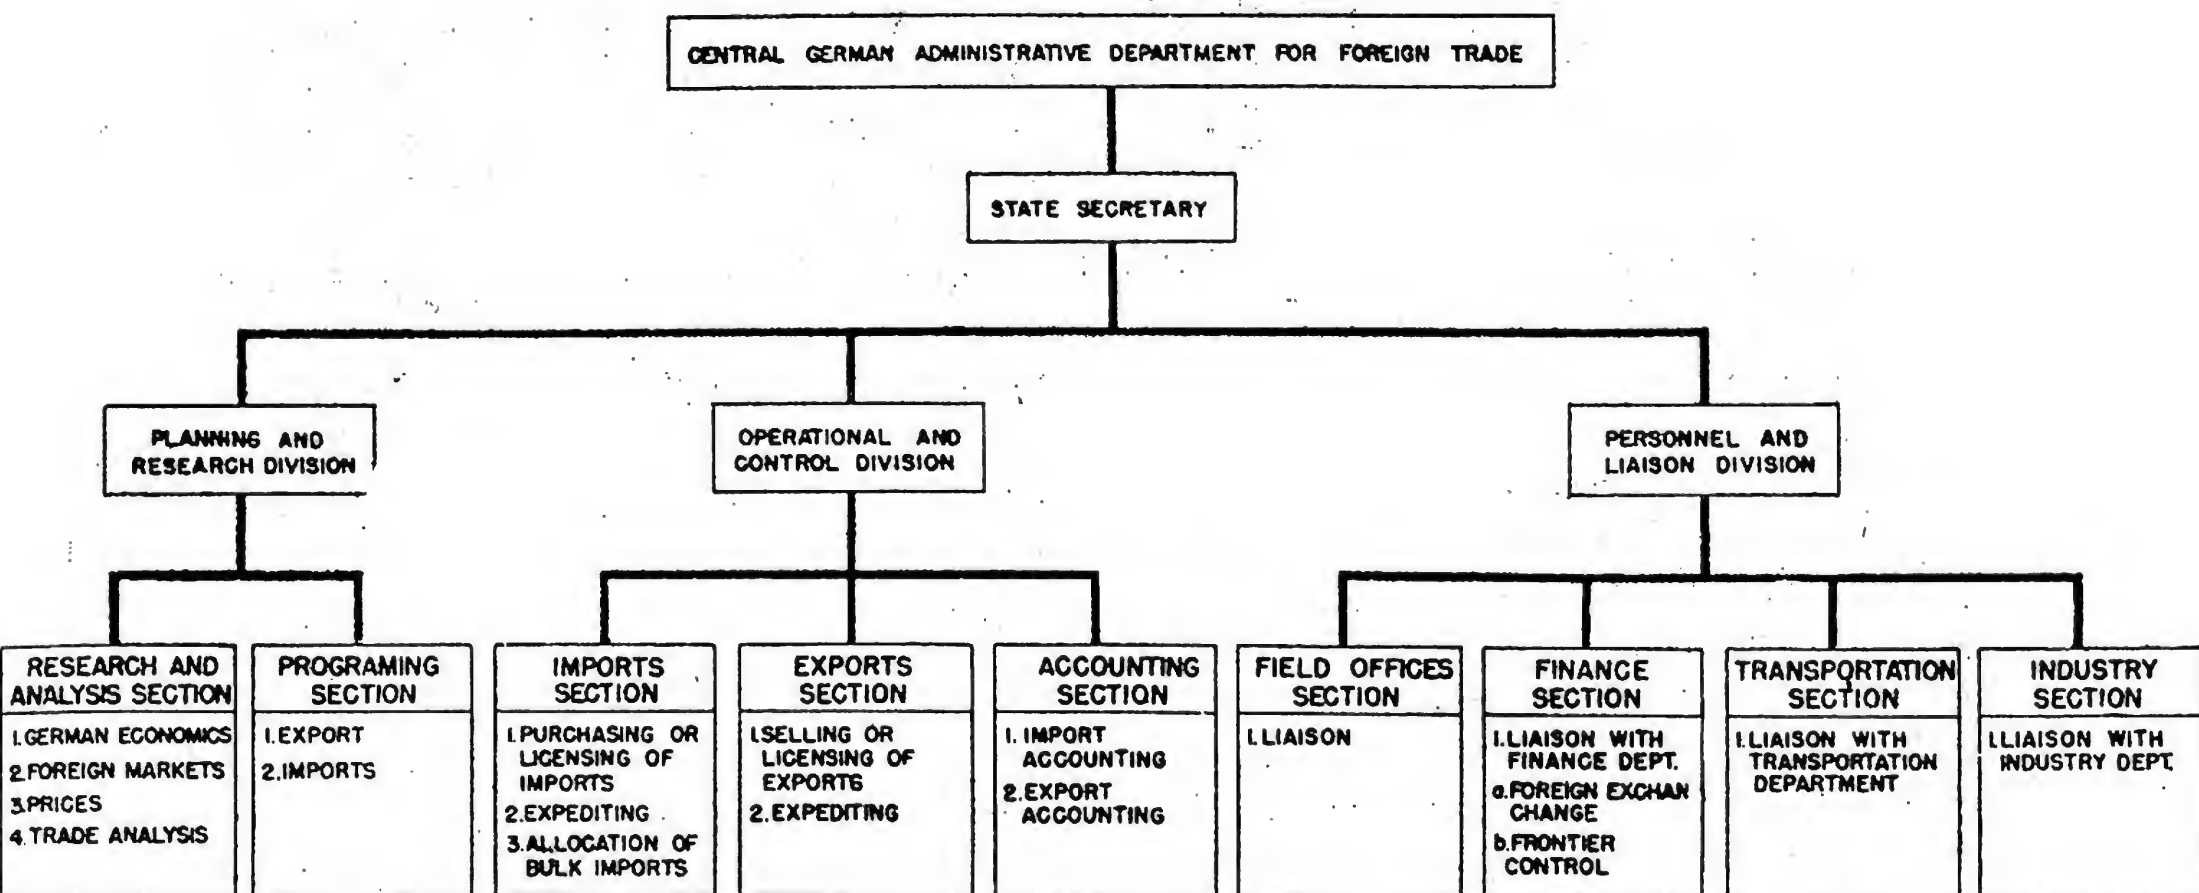 CENTRAL GERMAN ADMINISTRATIVE DEPARTMENT FOR FOREIGN TRADE
STATE SECRETARY
PLANNING AND
RESEARCH DIVISION
OPERATIONAL AND
CONTROL DIVISION
PERSONNEL AND
LIAISON DIVISION
RESEARCH AND
ANALYSIS SECTION
1.GERMAN ECONOMICS
2.FOREIGN MARKETS
3.PRICES
4.TRADE ANALYSIS
PROGRAMING
SECTION
1.EXPORT
2.IMPORTS
IMPORTS
SECTION
1.PURCHASING OR
LICENSING OF
IMPORTS
2.EXPEDITING
3.ALLOCATION OF
BULK IMPORTS
EXPORTS
SECTION
1.SELLING OR
LICENSING OF
EXPORTS
2.EXPEDITING
ACCOUNTING
SECTION
1. IMPORT
ACCOUNTING
2.EXPORT
ACCOUNTING
FIELD OFFICES
SECTION
1.LIAISON
FINANCE
SECTION
1.LIAISON WITH
FINANCE DEPT.
a.FOREIGN EXCHAN
CHANGE
b.FRONTIER
CONTROL
TRANSPORTATION
SECTION
1.LIAISON WITH
TRANSPORTATION
DEPARTMENT
INDUSTRY
SECTION
1.LIAISON WITH
INDUSTRY DEPT.